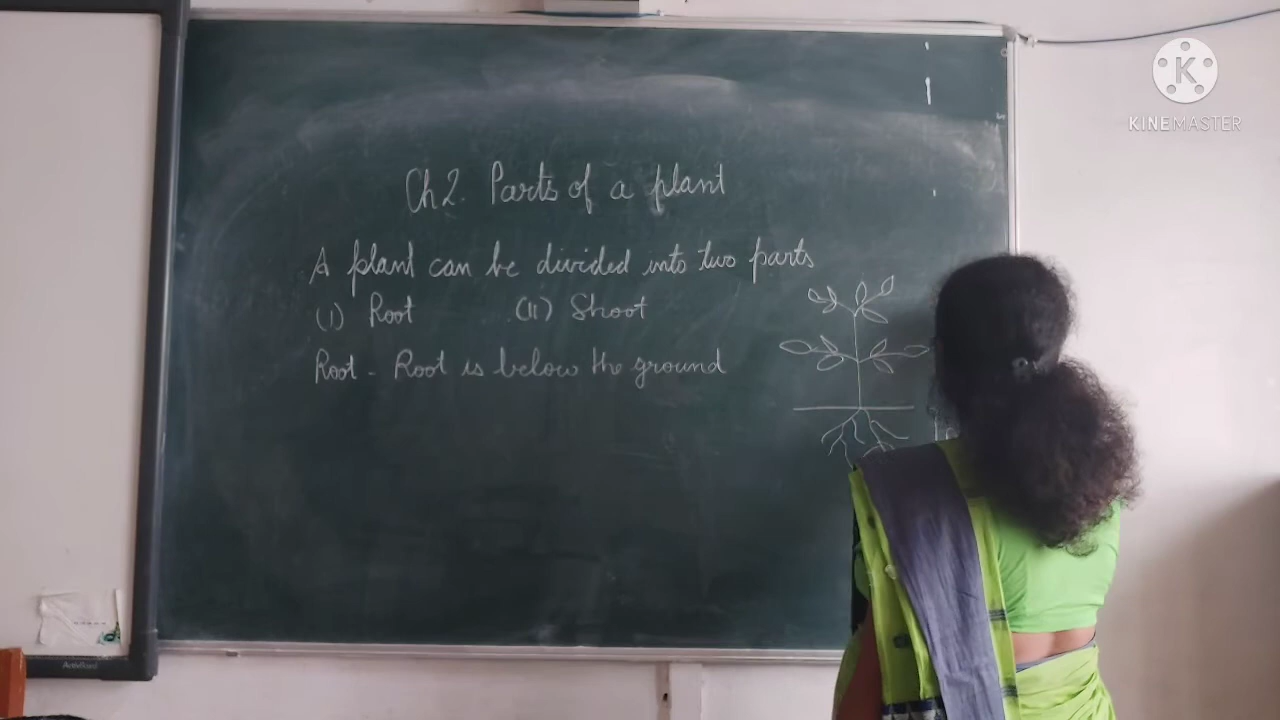 Ch 2. Parts of a plant
A plant can be divided into two parts
(I) Root (II) Shoot
Root - Root is below the ground
K
KINEMASTER
ActivBoard